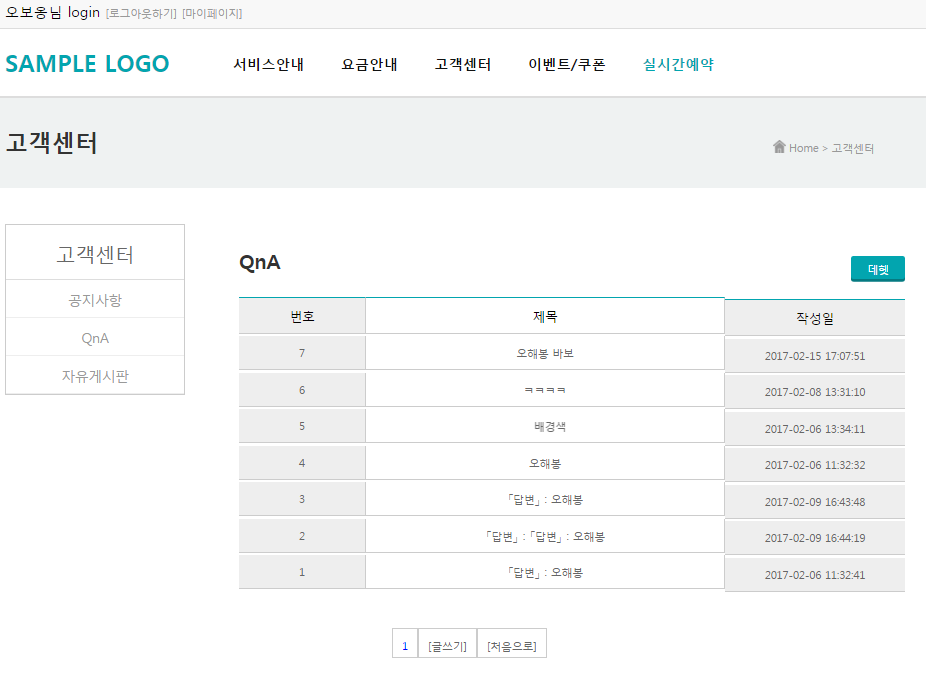 오보옹님 login [로그아웃하기] [마이페이지]
SAMPLE LOGO 서비스안내 요금안내 고객센터 이벤트/쿠폰 실시간예약
고객센터
Home > 고객센터
고객센터
공지사항
QnA
자유게시판
QnA
데헷
번호 제목 작성일
7 오해봉 바보 2017-02-15 17:07:51
6 ㅋㅋㅋㅋ 2017-02-08 13:31:10
5 배경색 2017-02-06 13:34:11
4 오해봉 2017-02-06 11:32:32
3 「답변」: 오해봉 2017-02-09 16:43:48
2 「답변」:「답변」: 오해봉 2017-02-09 16:44:19
1 「답변」: 오해봉 2017-02-06 11:32:41
1 [글쓰기] [처음으로]